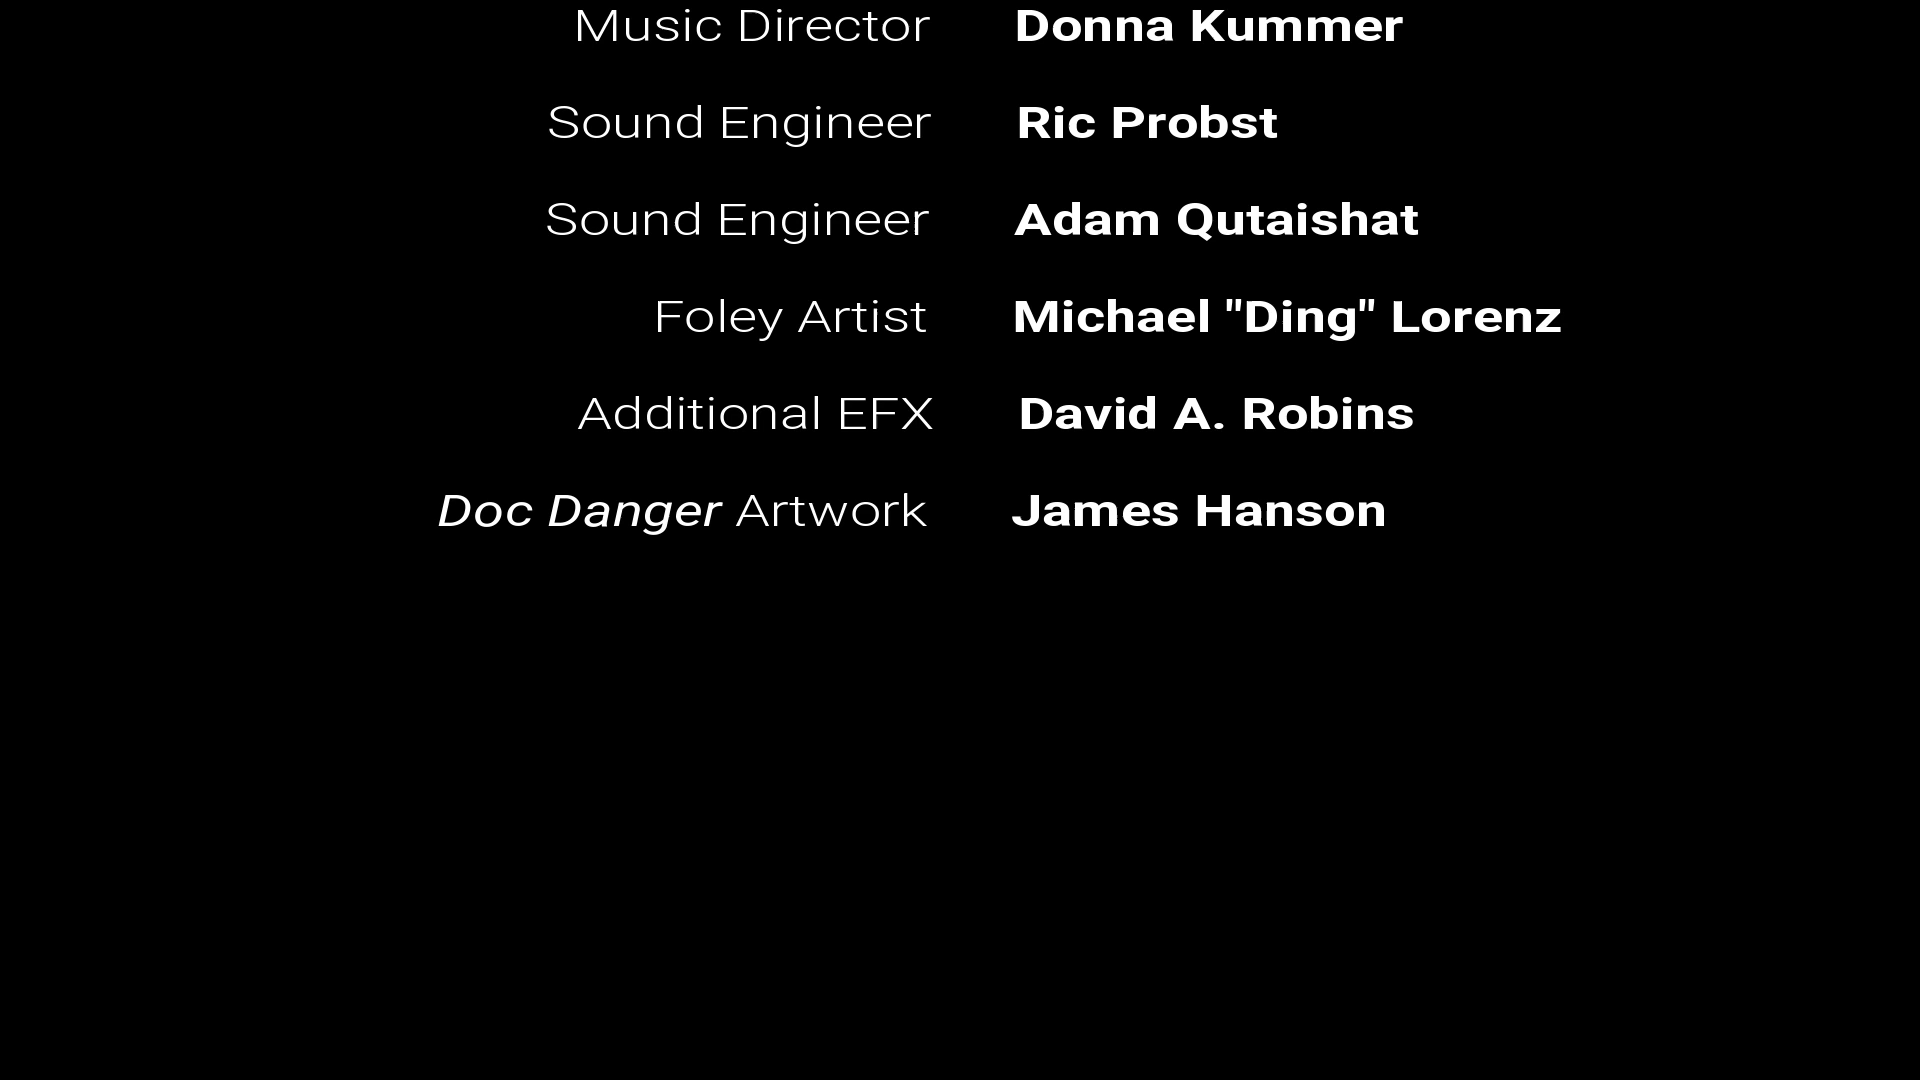 Music Director Donna Kummer
Sound Engineer Ric Probst
Sound Engineer Adam Qutaishat
Foley Artist Michael "Ding" Lorenz
Additional EFX David A. Robins
Doc Danger Artwork James Hanson